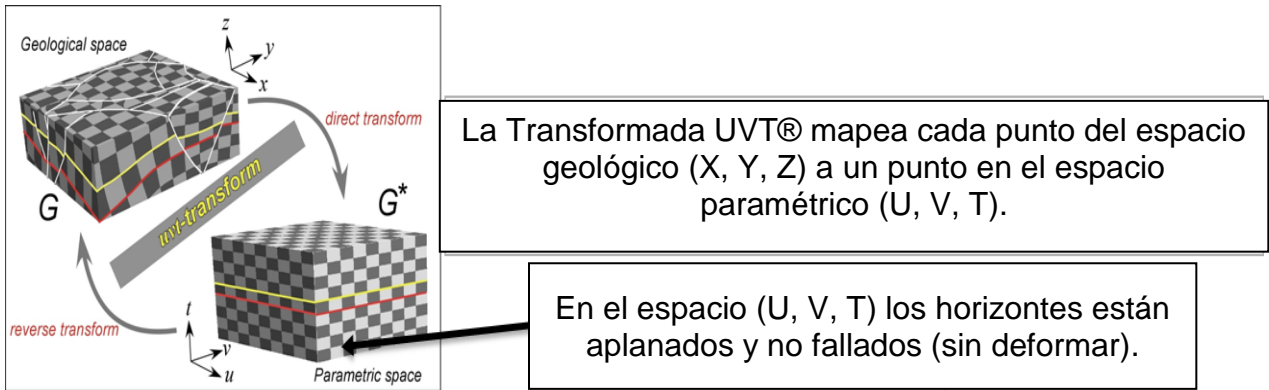 Geological space
z
y
x
direct transform
G
uvt-transform
G*
reverse transform
t
v
u
Parametric space
La Transformada UVT® mapea cada punto del espacio
geológico (X, Y, Z) a un punto en el espacio
paramétrico (U, V, T).
En el espacio (U, V, T) los horizontes están
aplanados y no fallados (sin deformar).